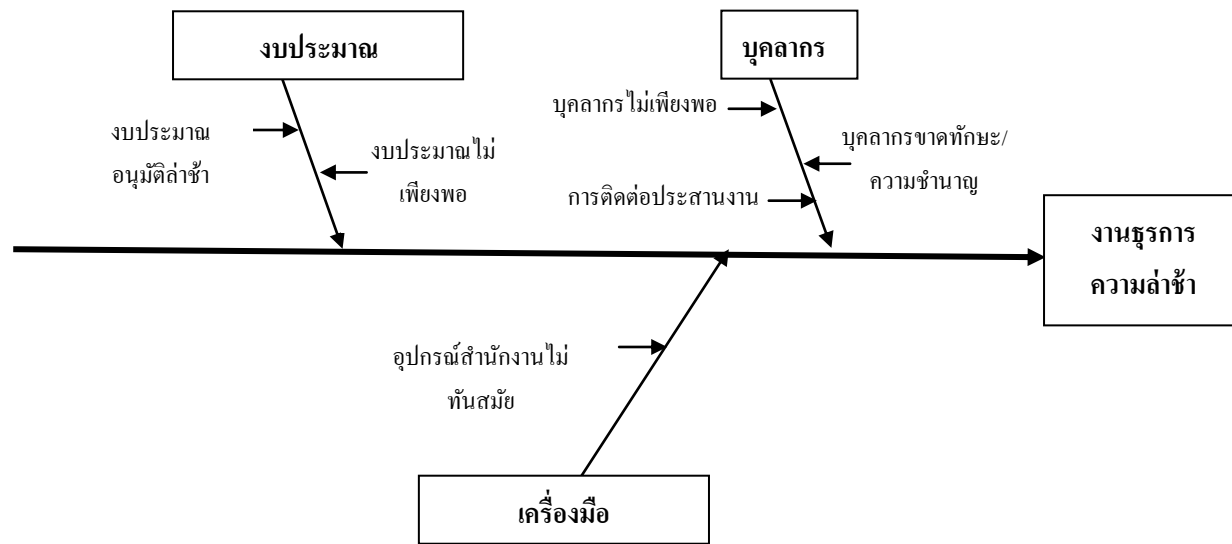 งบประมาณ
บุคลากร
งบประมาณ
อนุมัติล่าช้า
งบประมาณไม่
เพียงพอ
บุคลากรไม่เพียงพอ
บุคลากรขาดทักษะ/
ความชำนาญ
การติดต่อประสานงาน
งานธุรการ
ความล่าช้า
อุปกรณ์สำนักงานไม่
ทันสมัย
เครื่องมือ